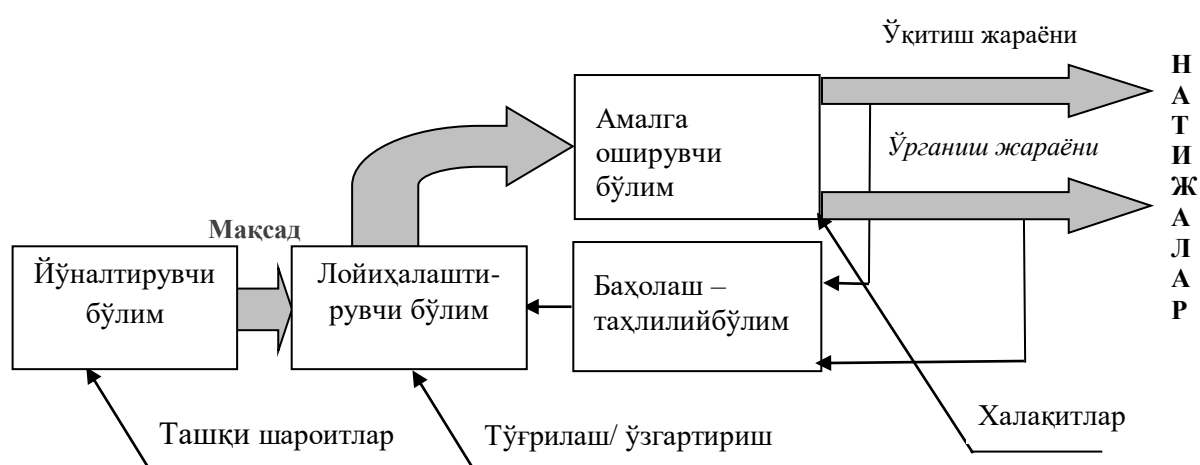 Ўқитиш жараёни
Амалга
оширувчи
бўлим
Ўрганиш жараёни
НАТИЖАЛАР
Мақсад
Йўналтирувчи
бўлим
Лойиҳалашти-
рувчи бўлим
Баҳолаш –
таҳлилийбўлим
Ташқи шароитлар
Тўғрилаш/ ўзгартириш
Халақитлар